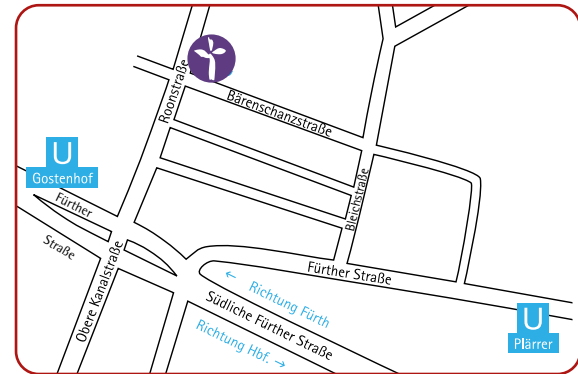 Roonstraße
Bärenschanzstraße
U
Gostenhof
Fürther
Straße
Bleichstraße
Obere Kanalstraße
Fürther Straße
← Richtung Fürth
Südliche Fürther Straße
Richtung Hbf. →
U
Plärrer